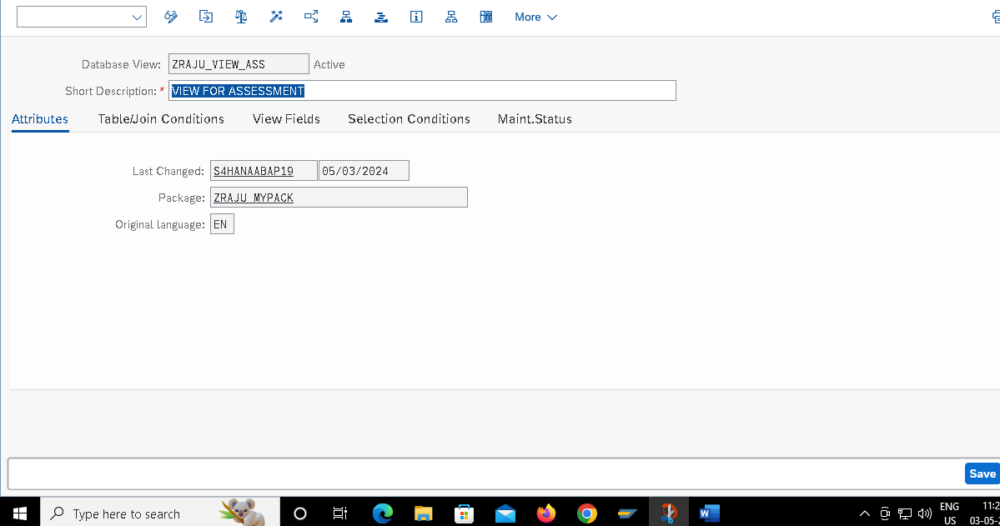 More
Database View: ZRAJU_VIEW_ASS Active
Short Description: * VIEW FOR ASSESSMENT
Attributes Table/Join Conditions View Fields Selection Conditions Maint.Status
Last Changed: S4HANAABAP19 05/03/2024
Package: ZRAJU_MYPACK
Original language: EN
Save
Type here to search
ENG 11:2
US 03-05-2